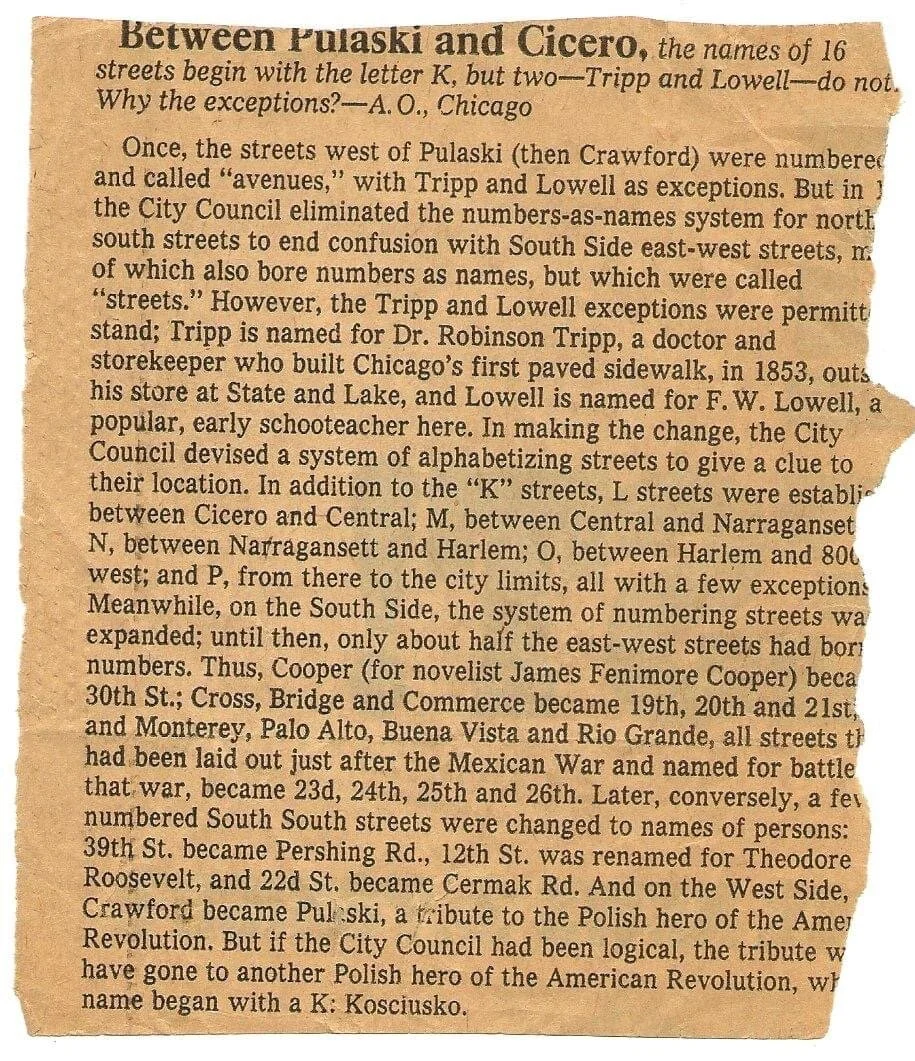 Between Pulaski and Cicero, the names of 16
streets begin with the letter K, but two—Tripp and Lowell—do not.
Why the exceptions?—A.O., Chicago
Once, the streets west of Pulaski (then Crawford) were numbered
and called “avenues,” with Tripp and Lowell as exceptions. But in
the City Council eliminated the numbers-as-names system for north
south streets to end confusion with South Side east-west streets, m
of which also bore numbers as names, but which were called
“streets.” However, the Tripp and Lowell exceptions were permitt
stand; Tripp is named for Dr. Robinson Tripp, a doctor and
storekeeper who built Chicago’s first paved sidewalk, in 1853, outs
his store at State and Lake, and Lowell is named for F. W. Lowell, a
popular, early schooteacher here. In making the change, the City
Council devised a system of alphabetizing streets to give a clue to
their location. In addition to the “K” streets, L streets were establis
between Cicero and Central; M, between Central and Narraganset
N, between Narragansett and Harlem; O, between Harlem and 800
west; and P, from there to the city limits, all with a few exceptions
Meanwhile, on the South Side, the system of numbering streets wa
expanded; until then, only about half the east-west streets had born
numbers. Thus, Cooper (for novelist James Fenimore Cooper) beca
30th St.; Cross, Bridge and Commerce became 19th, 20th and 21st,
and Monterey, Palo Alto, Buena Vista and Rio Grande, all streets th
had been laid out just after the Mexican War and named for battle
that war, became 23d, 24th, 25th and 26th. Later, conversely, a few
numbered South South streets were changed to names of persons:
39th St. became Pershing Rd., 12th St. was renamed for Theodore
Roosevelt, and 22d St. became Cermak Rd. And on the West Side,
Crawford became Pulaski, a tribute to the Polish hero of the Amer
Revolution. But if the City Council had been logical, the tribute w
have gone to another Polish hero of the American Revolution, wh
name began with a K: Kosciusko.